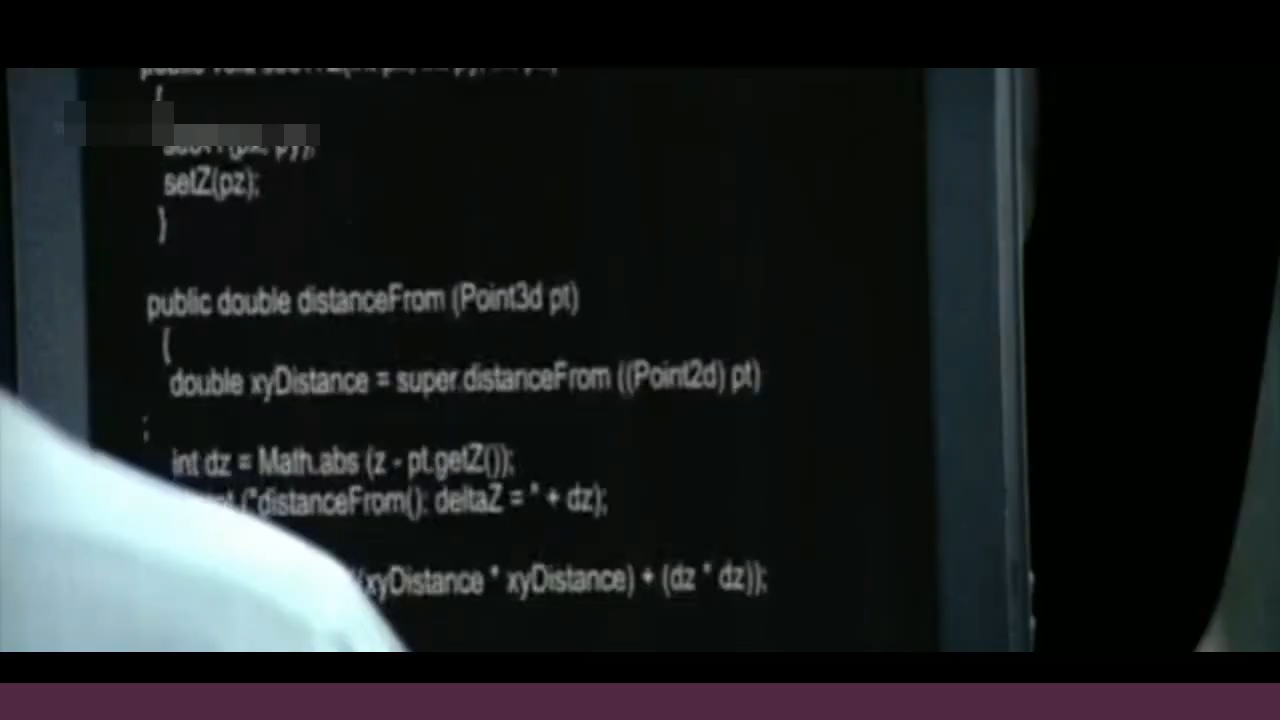 setZ(pz);
}
public double distanceFrom (Point3d pt)
{
double xyDistance = super.distanceFrom ((Point2d) pt)
;
int dz = Math.abs (z - pt.getZ());
("distanceFrom(): deltaZ = " + dz);
(xyDistance * xyDistance) + (dz * dz));